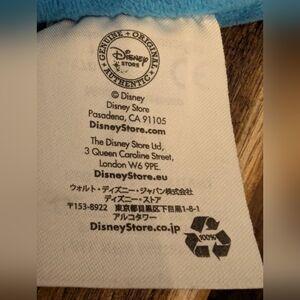 GENUINE • ORIGINAL • AUTHENTIC
Disney
STORE
© Disney
Disney Store
Pasadena, CA 91105
DisneyStore.com
The Disney Store Ltd,
3 Queen Caroline Street,
London W6 9PE.
DisneyStore.eu
ウォルト・ディズニー・ジャパン株式会社
ディズニー・ストア
〒153-8922 東京都目黒区下目黒1-8-1
アルコタワー
DisneyStore.co.jp
100%